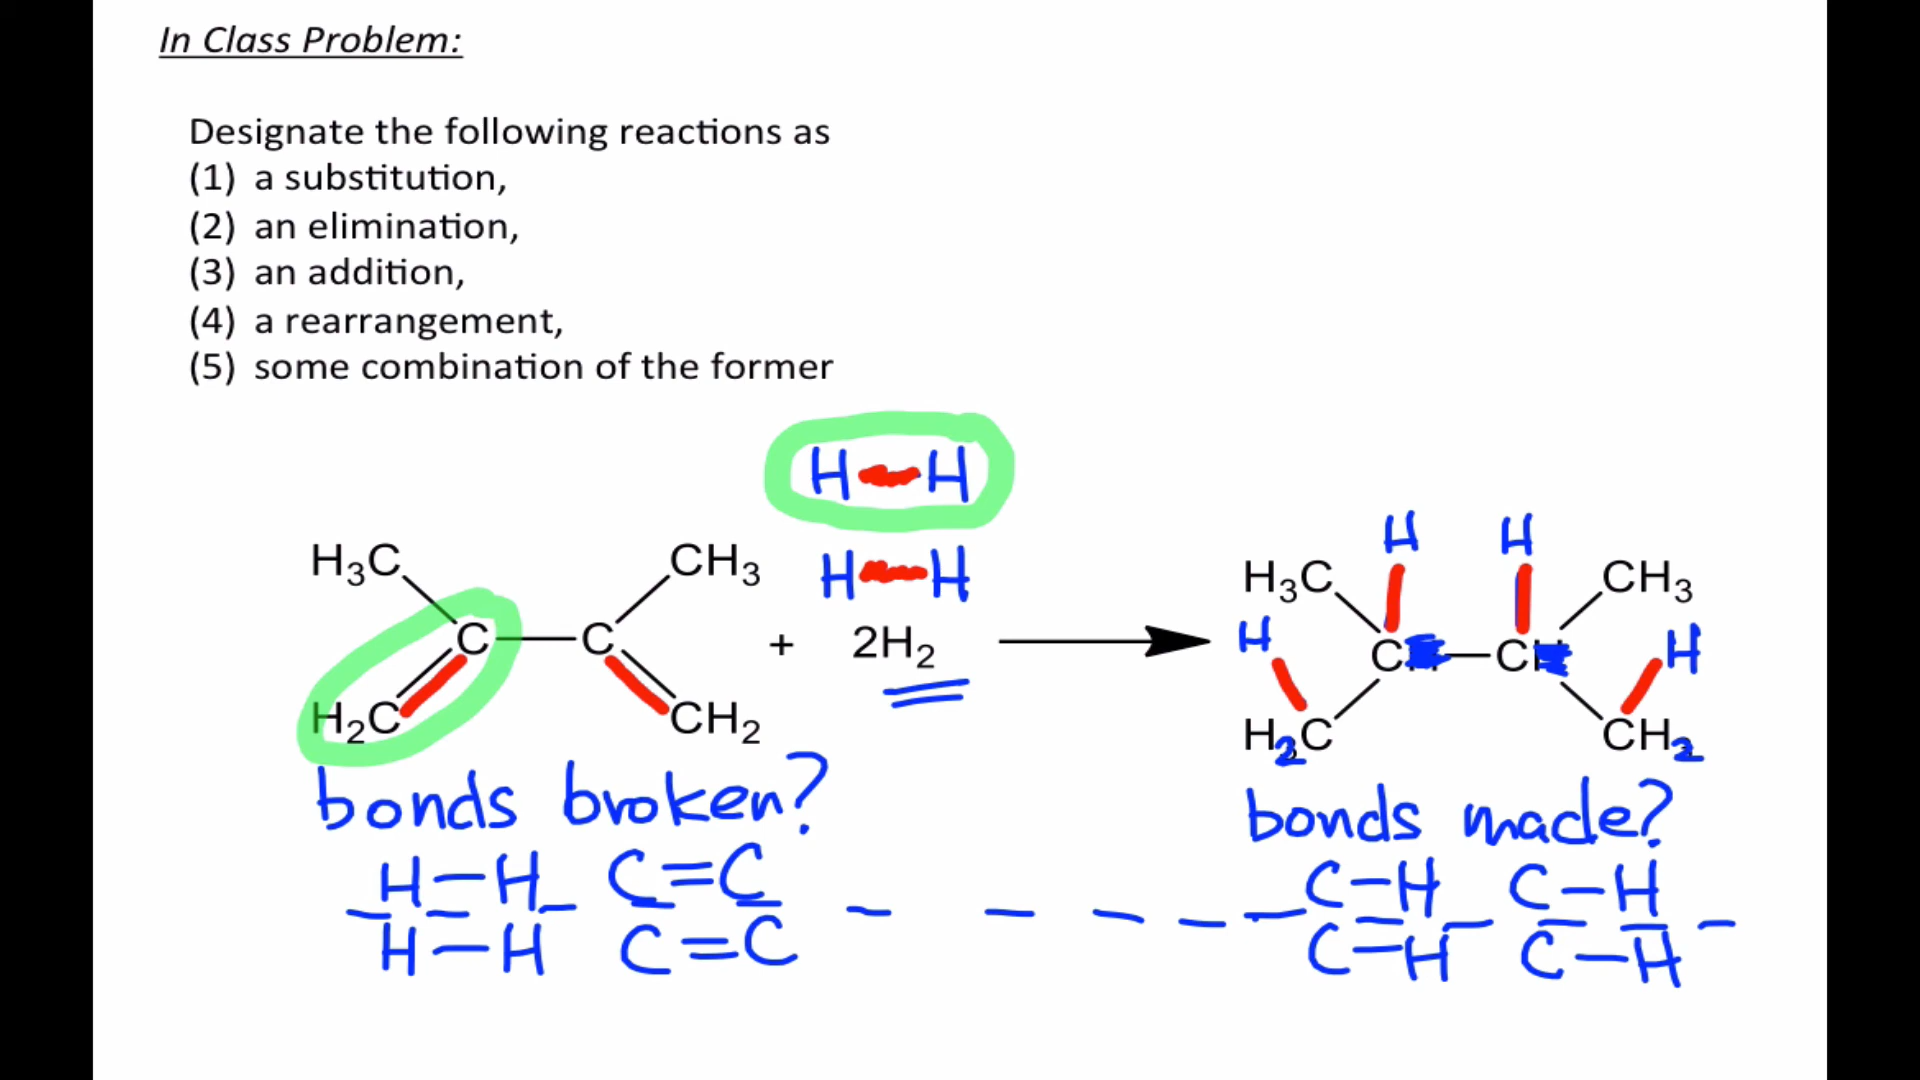 In Class Problem:
Designate the following reactions as
(1) a substitution,
(2) an elimination,
(3) an addition,
(4) a rearrangement,
(5) some combination of the former
H-H
H-H
H₃C CH₃
C C
H₂C CH₂
+ 2H₂
H H
H₃C CH₃
H C C H
H₂C CH₂
bonds broken? bonds made?
H-H C=C C-H C-H
H-H C=C C-H C-H